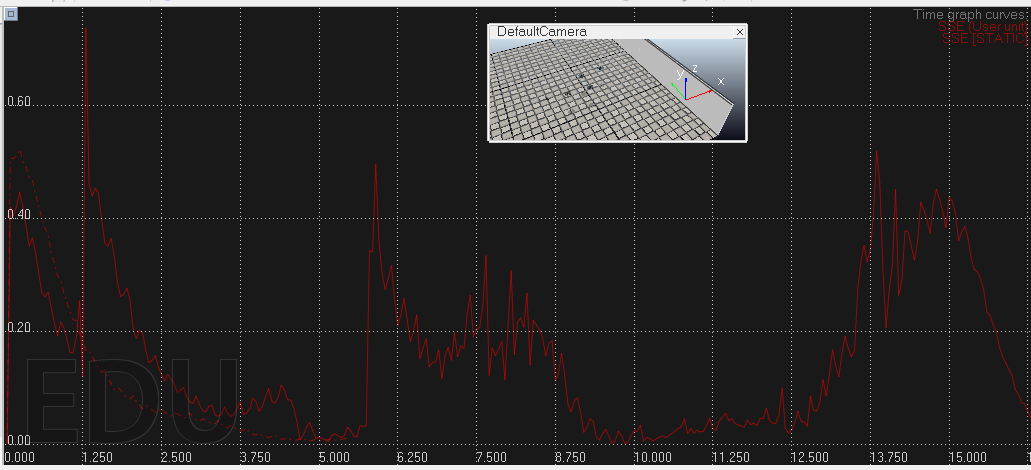 Time graph curves:
SSE (User unit)
SSE [STATIC]
DefaultCamera
z
y
x
0.60
0.40
0.20
0.00
0.000 1.250 2.500 3.750 5.000 6.250 7.500 8.750 10.000 11.250 12.500 13.750 15.000
EDU